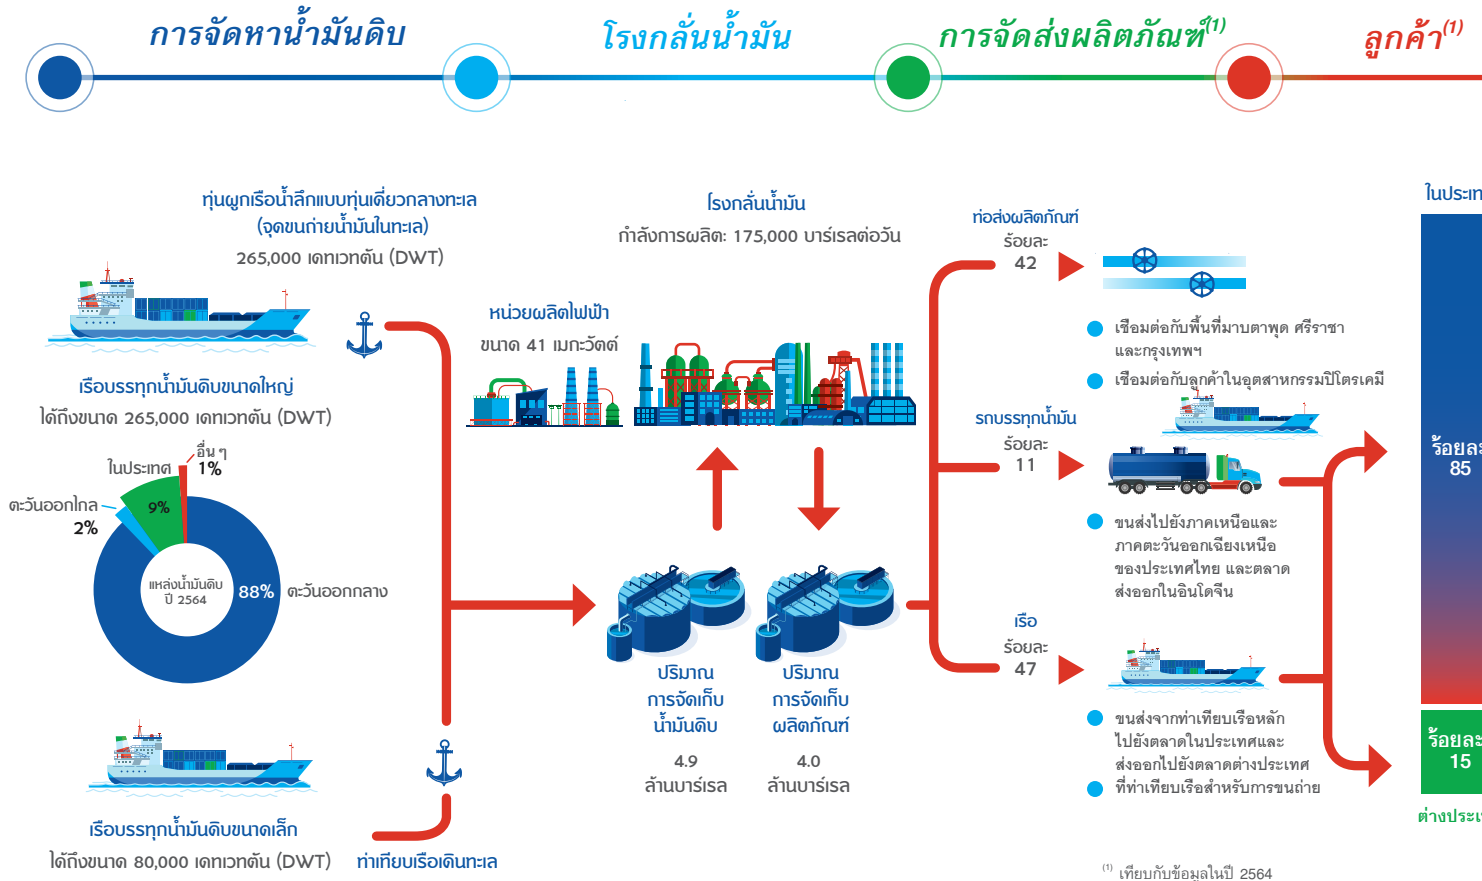 การจัดหาน้ำมันดิบ
โรงกลั่นน้ำมัน
การจัดส่งผลิตภัณฑ์(1)
ลูกค้า(1)
ทุ่นผูกเรือน้ำลึกแบบทุ่นเดี่ยวกลางทะเล
(จุดขนถ่ายน้ำมันในทะเล)
265,000 เดทเวทตัน (DWT)
เรือบรรทุกน้ำมันดิบขนาดใหญ่
ได้ถึงขนาด 265,000 เดทเวทตัน (DWT)
อื่น ๆ
1%
ในประเทศ
9%
ตะวันออกไกล
2%
แหล่งน้ำมันดิบ
ปี 2564
88%
ตะวันออกกลาง
เรือบรรทุกน้ำมันดิบขนาดเล็ก
ได้ถึงขนาด 80,000 เดทเวทตัน (DWT)
ท่าเทียบเรือเดินทะเล
หน่วยผลิตไฟฟ้า
ขนาด 41 เมกะวัตต์
โรงกลั่นน้ำมัน
กำลังการผลิต: 175,000 บาร์เรลต่อวัน
ปริมาณ
การจัดเก็บ
น้ำมันดิบ
4.9
ล้านบาร์เรล
ปริมาณ
การจัดเก็บ
ผลิตภัณฑ์
4.0
ล้านบาร์เรล
ท่อส่งผลิตภัณฑ์
ร้อยละ
42
เชื่อมต่อกับพื้นที่มาบตาพุด ศรีราชา
และกรุงเทพฯ
เชื่อมต่อกับลูกค้าในอุตสาหกรรมปิโตรเคมี
รถบรรทุกน้ำมัน
ร้อยละ
11
ขนส่งไปยังภาคเหนือและ
ภาคตะวันออกเฉียงเหนือ
ของประเทศไทย และตลาด
ส่งออกในอินโดจีน
เรือ
ร้อยละ
47
ขนส่งจากท่าเทียบเรือหลัก
ไปยังตลาดในประเทศและ
ส่งออกไปยังตลาดต่างประเทศ
ที่ท่าเทียบเรือสำหรับการขนถ่าย
ร้อยละ
85
ร้อยละ
15
(1) เทียบกับข้อมูลในปี 2564